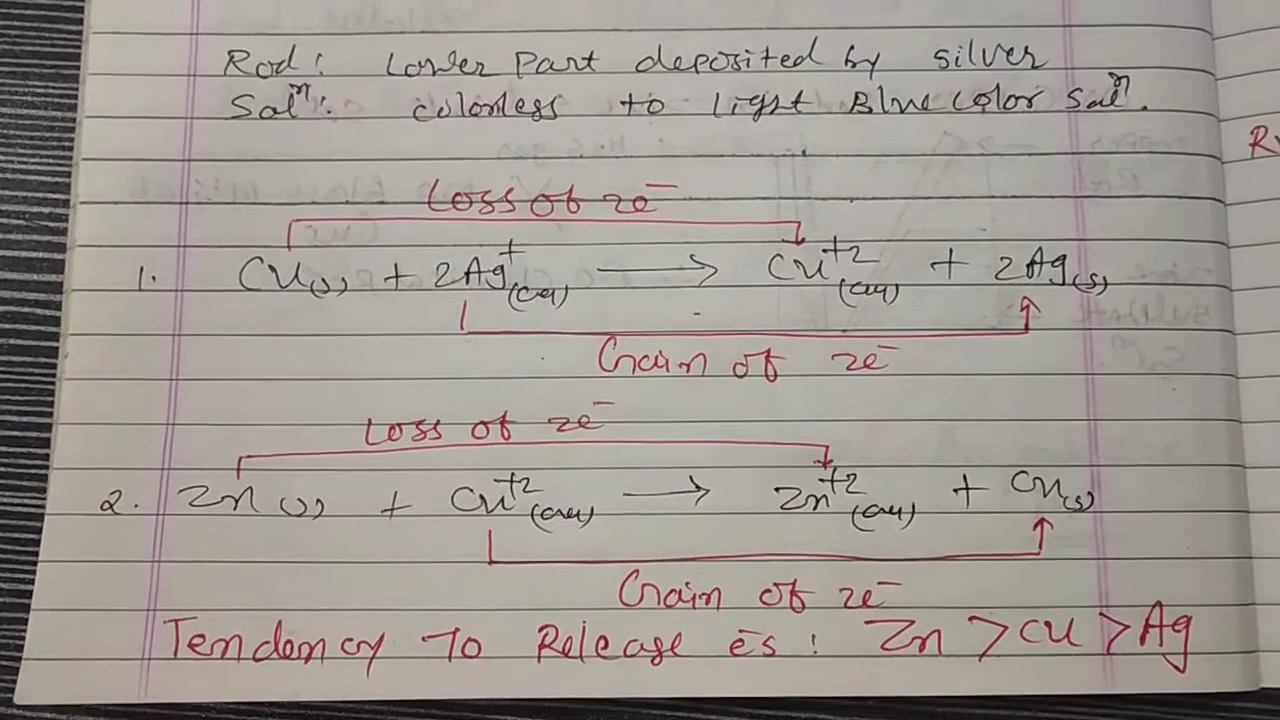 Rod: Lower Part deposited by silver
Solⁿ: colorless to Light Blue color Solⁿ.
R
Loss of 2e⁻
1. Cu(s) + 2Ag⁺(aq) → Cu⁺²(aq) + 2Ag(s)
Gain of 2e⁻
Loss of 2e⁻
2. Zn(s) + Cu⁺²(aq) → Zn⁺²(aq) + Cu(s)
Gain of 2e⁻
Tendency To Release e⁻s: Zn > Cu > Ag